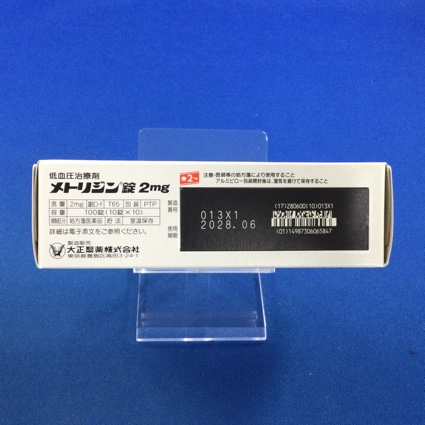 低血圧治療剤
メトリジン®錠2mg
含量 2mg 識別コード T65 包装 PTP
容量 100錠(10錠×10)
規制区分 処方箋医薬品 貯法 室温保存
詳細は電子添文をご参照ください。
製造販売
大正製薬株式会社
東京都豊島区高田3-24-1
錠2mg
注意-医師等の処方箋により使用すること
アルミピロー包装開封後は、湿気を避けて保存すること
製造番号 013X1
使用期限 2028.06
(17)280600(10)013X1
(01)14987306065847